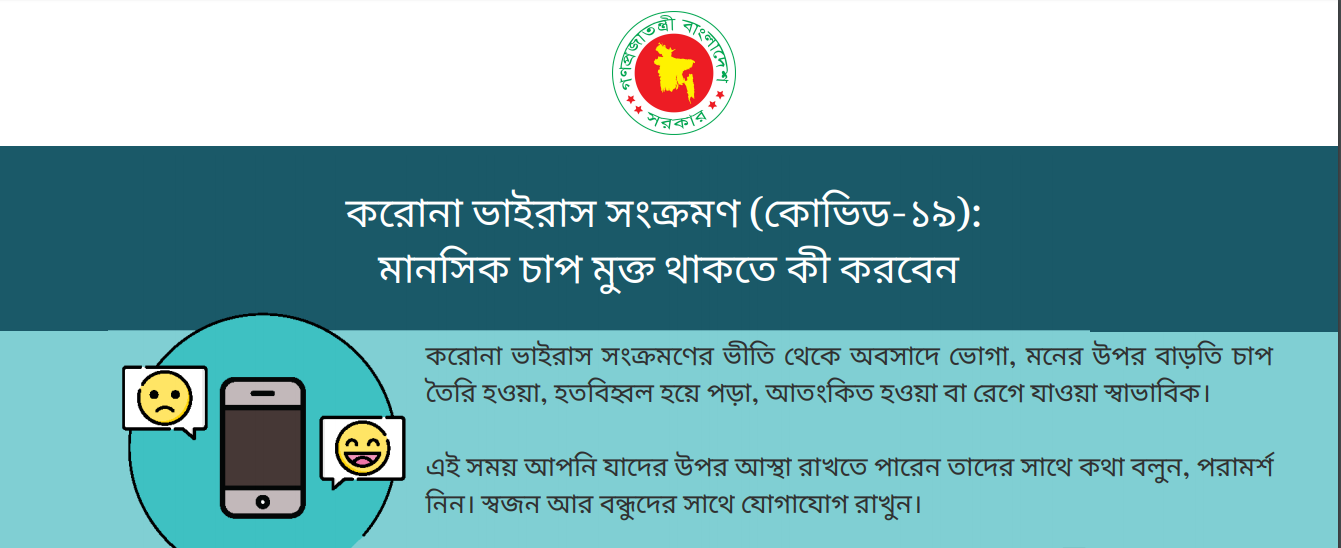 গণপ্রজাতন্ত্রী বাংলাদেশ
সরকার
করোনা ভাইরাস সংক্রমণ (কোভিড-১৯):
মানসিক চাপ মুক্ত থাকতে কী করবেন
করোনা ভাইরাস সংক্রমণের ভীতি থেকে অবসাদে ভোগা, মনের উপর বাড়তি চাপ
তৈরি হওয়া, হতবিহ্বল হয়ে পড়া, আতংকিত হওয়া বা রেগে যাওয়া স্বাভাবিক।
এই সময় আপনি যাদের উপর আস্থা রাখতে পারেন তাদের সাথে কথা বলুন, পরামর্শ
নিন। স্বজন আর বন্ধুদের সাথে যোগাযোগ রাখুন।